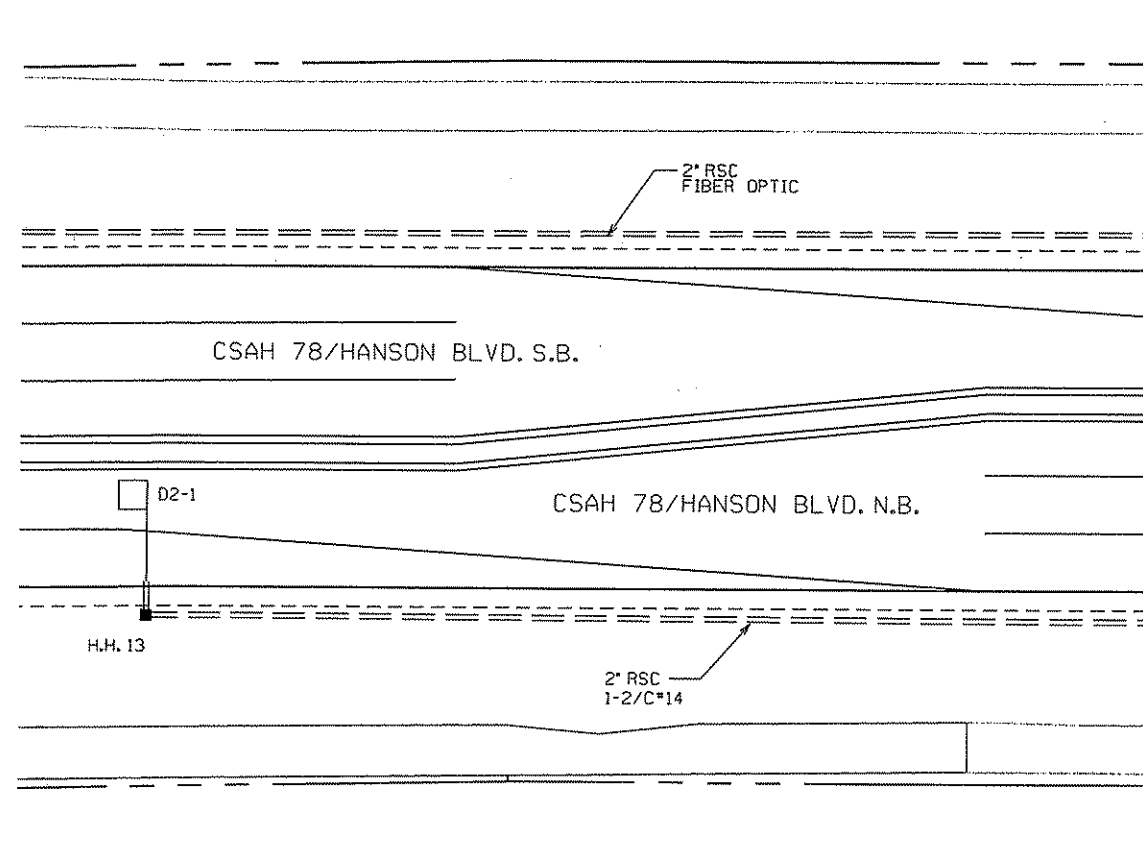 2" RSC
FIBER OPTIC
CSAH 78/HANSON BLVD. S.B.
D2-1
CSAH 78/HANSON BLVD. N.B.
H.H. 13
2" RSC
1-2/C#14